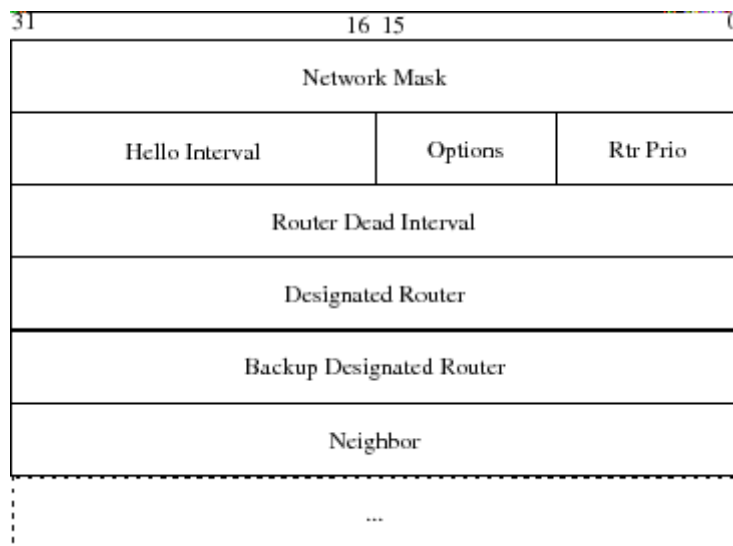 31 16 15 0
Network Mask
Hello Interval Options Rtr Prio
Router Dead Interval
Designated Router
Backup Designated Router
Neighbor
...